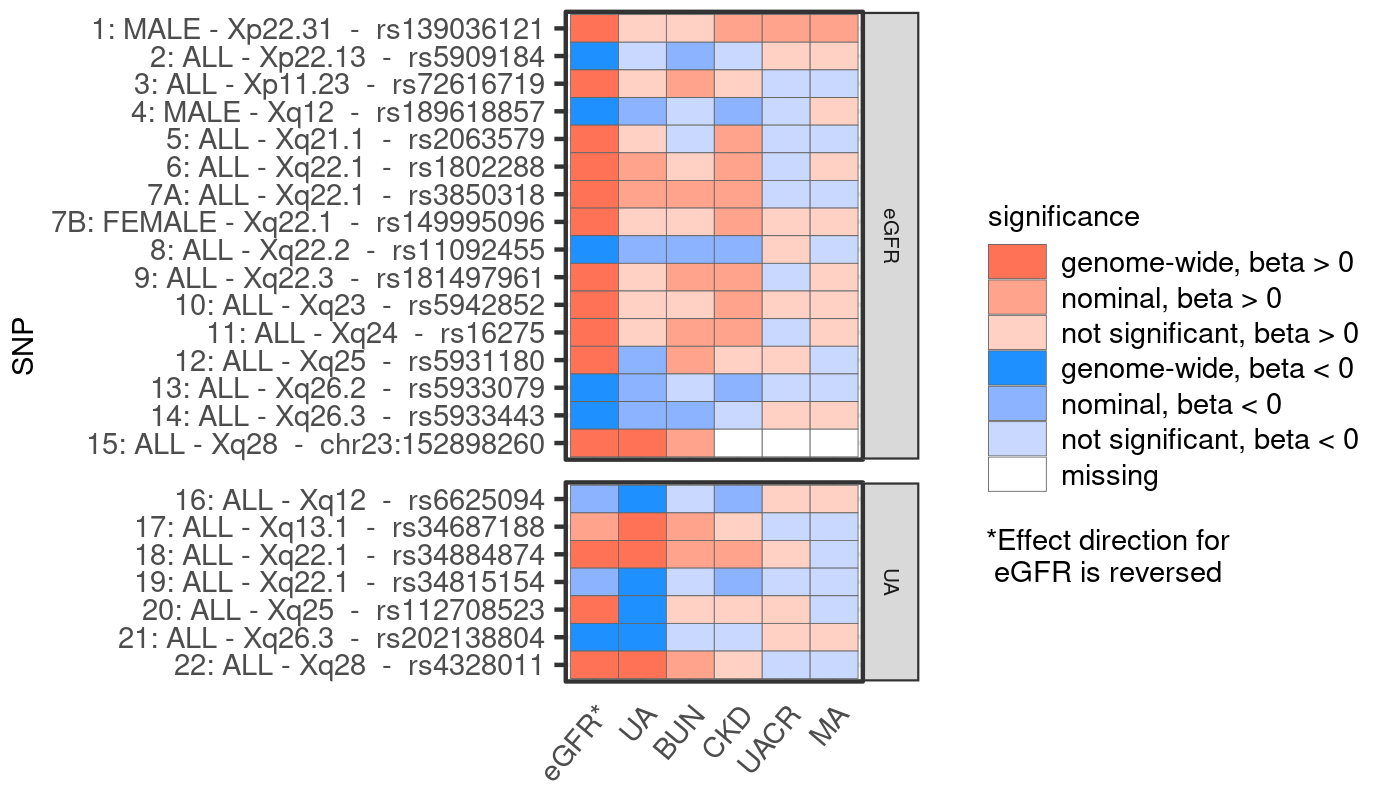 SNP
1: MALE - Xp22.31 - rs139036121
2: ALL - Xp22.13 - rs5909184
3: ALL - Xp11.23 - rs72616719
4: MALE - Xq12 - rs189618857
5: ALL - Xq21.1 - rs2063579
6: ALL - Xq22.1 - rs1802288
7A: ALL - Xq22.1 - rs3850318
7B: FEMALE - Xq22.1 - rs149995096
8: ALL - Xq22.2 - rs11092455
9: ALL - Xq22.3 - rs181497961
10: ALL - Xq23 - rs5942852
11: ALL - Xq24 - rs16275
12: ALL - Xq25 - rs5931180
13: ALL - Xq26.2 - rs5933079
14: ALL - Xq26.3 - rs5933443
15: ALL - Xq28 - chr23:152898260
eGFR
16: ALL - Xq12 - rs6625094
17: ALL - Xq13.1 - rs34687188
18: ALL - Xq22.1 - rs34884874
19: ALL - Xq22.1 - rs34815154
20: ALL - Xq25 - rs112708523
21: ALL - Xq26.3 - rs202138804
22: ALL - Xq28 - rs4328011
UA
eGFR*
UA
BUN
CKD
UACR
MA
significance
genome-wide, beta > 0
nominal, beta > 0
not significant, beta > 0
genome-wide, beta < 0
nominal, beta < 0
not significant, beta < 0
missing
*Effect direction for
eGFR is reversed